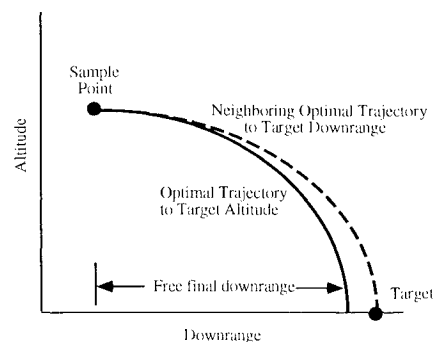 Sample
Point
Neighboring Optimal Trajectory
to Target Downrange
Altitude
Optimal Trajectory
to Target Altitude
Free final downrange
Target
Downrange